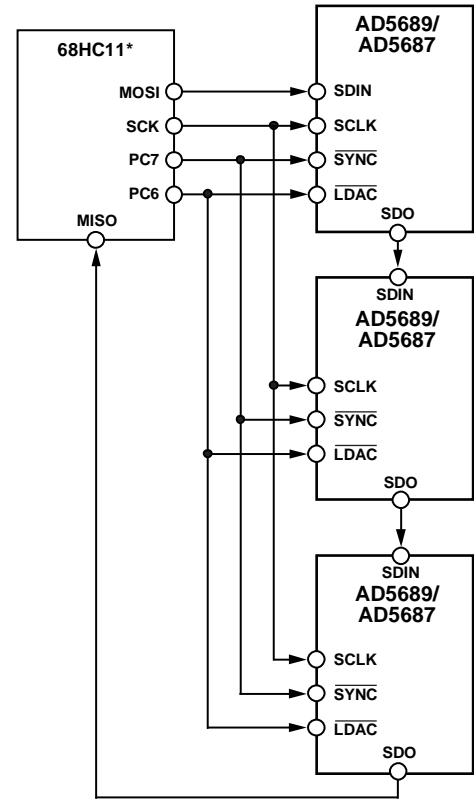 68HC11*
MOSI
SCK
PC7
PC6
MISO
AD5689/
AD5687
SDIN
SCLK
SYNC
LDAC
SDO
SDIN
AD5689/
AD5687
SCLK
SYNC
LDAC
SDO
SDIN
AD5689/
AD5687
SCLK
SYNC
LDAC
SDO